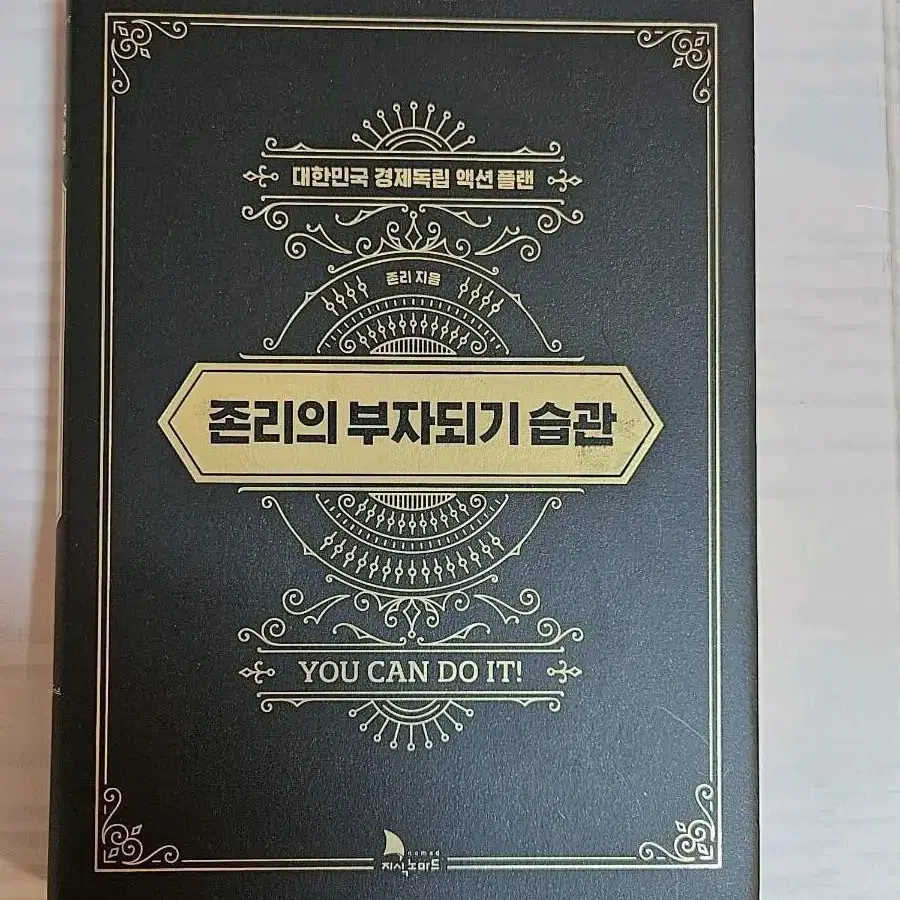 대한민국 경제독립 액션 플랜
존리 지음
존리의 부자되기 습관
YOU CAN DO IT!
nomad
지식노마드